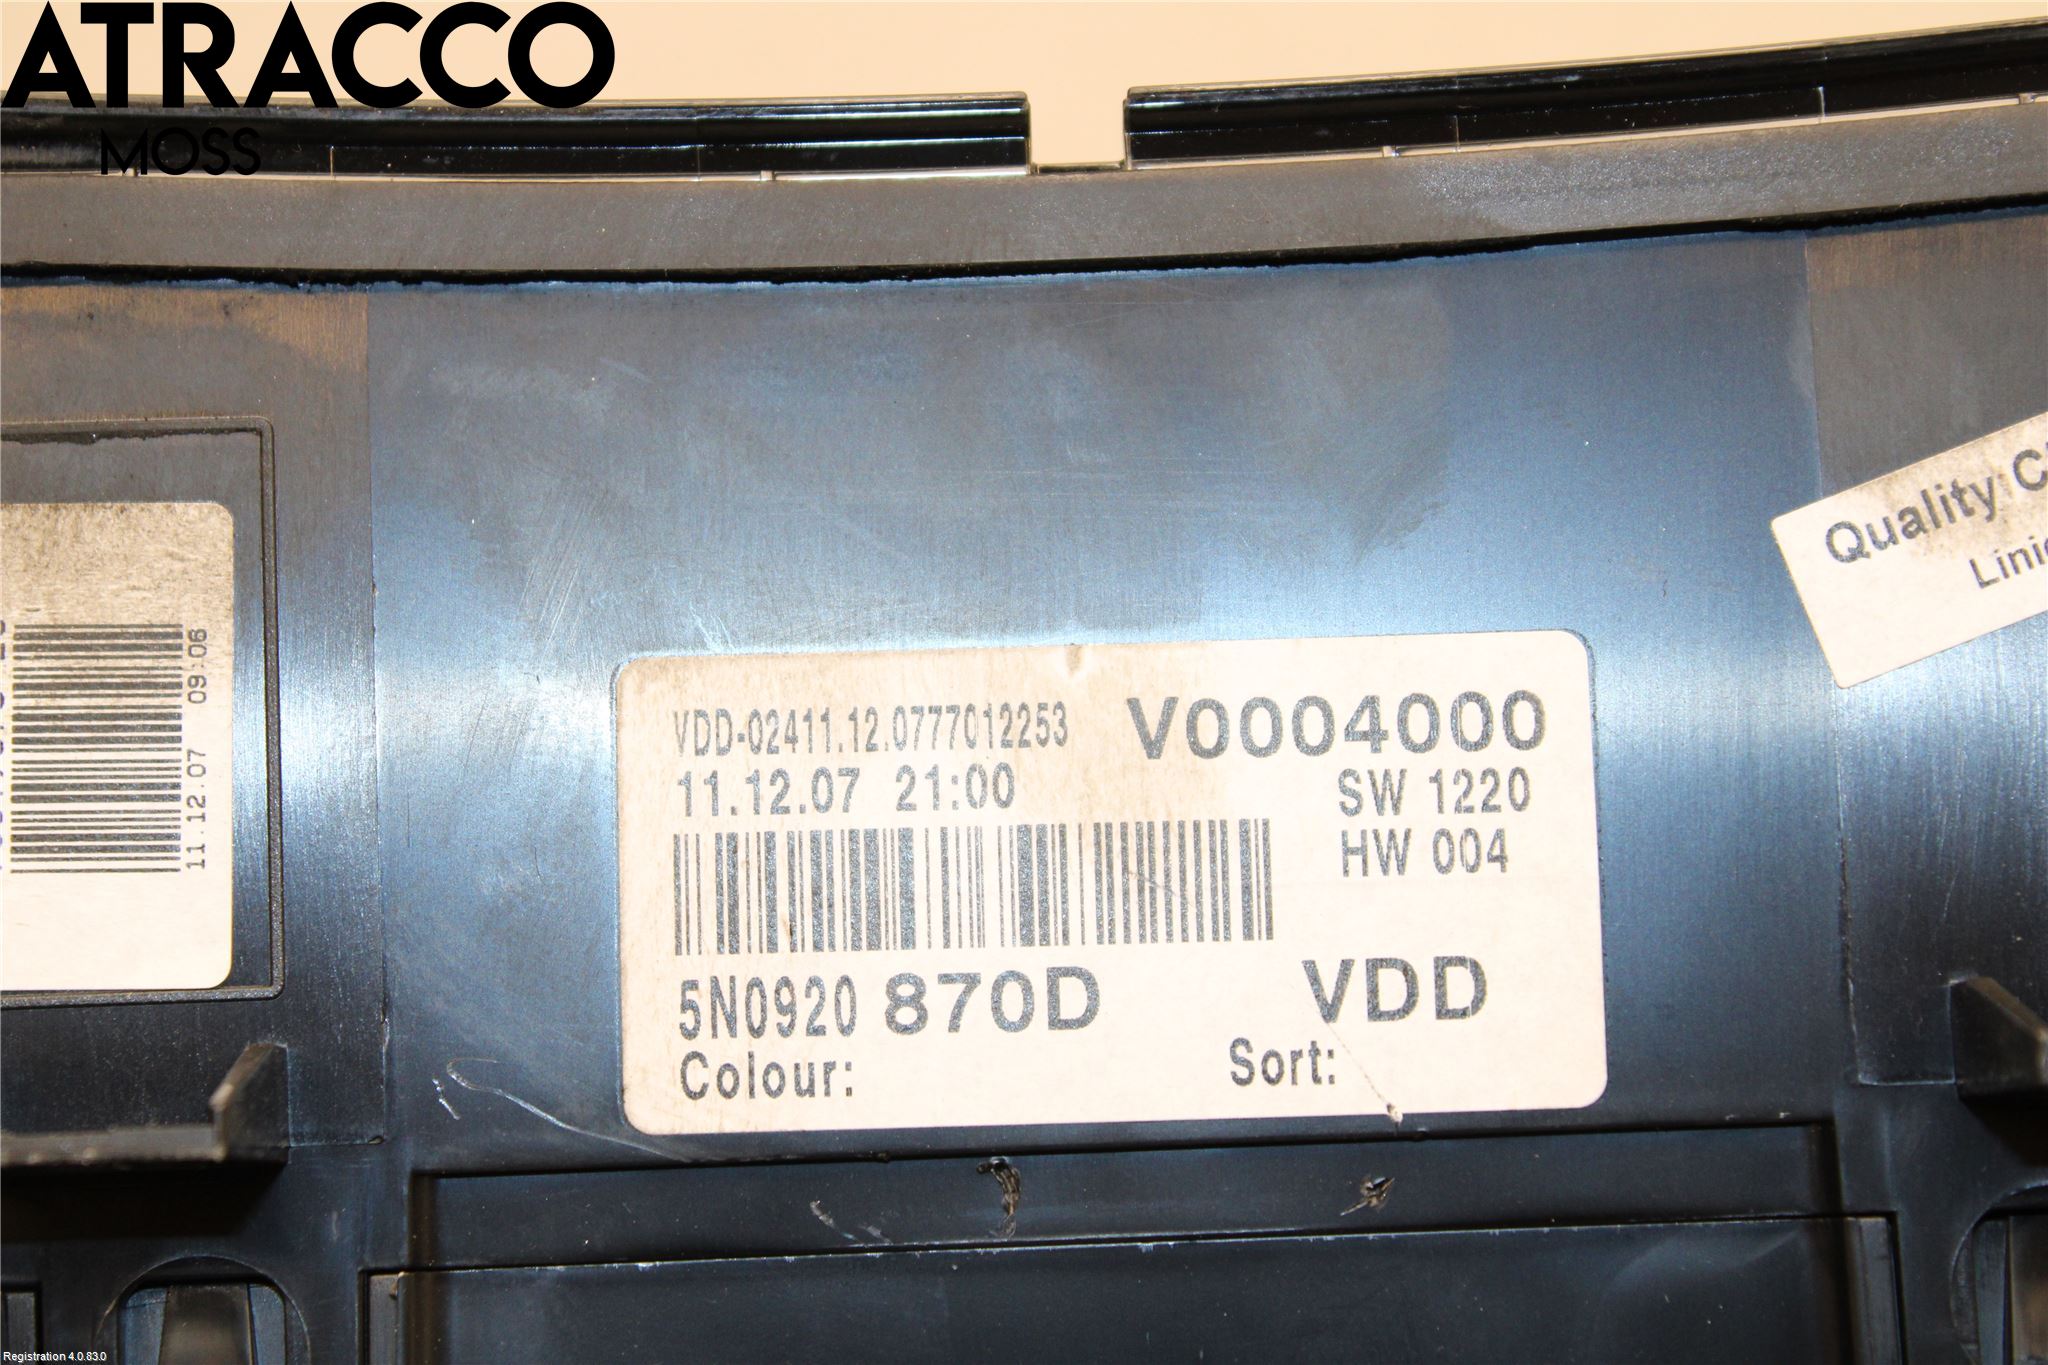 ATRACCO
MOSS
11.12.07 09:06
Quality
VDD-02411.12.0777012253 V0004000
11.12.07 21:00 SW 1220
HW 004
5N0920 870D VDD
Colour: Sort:
Registration 4.0.83.0